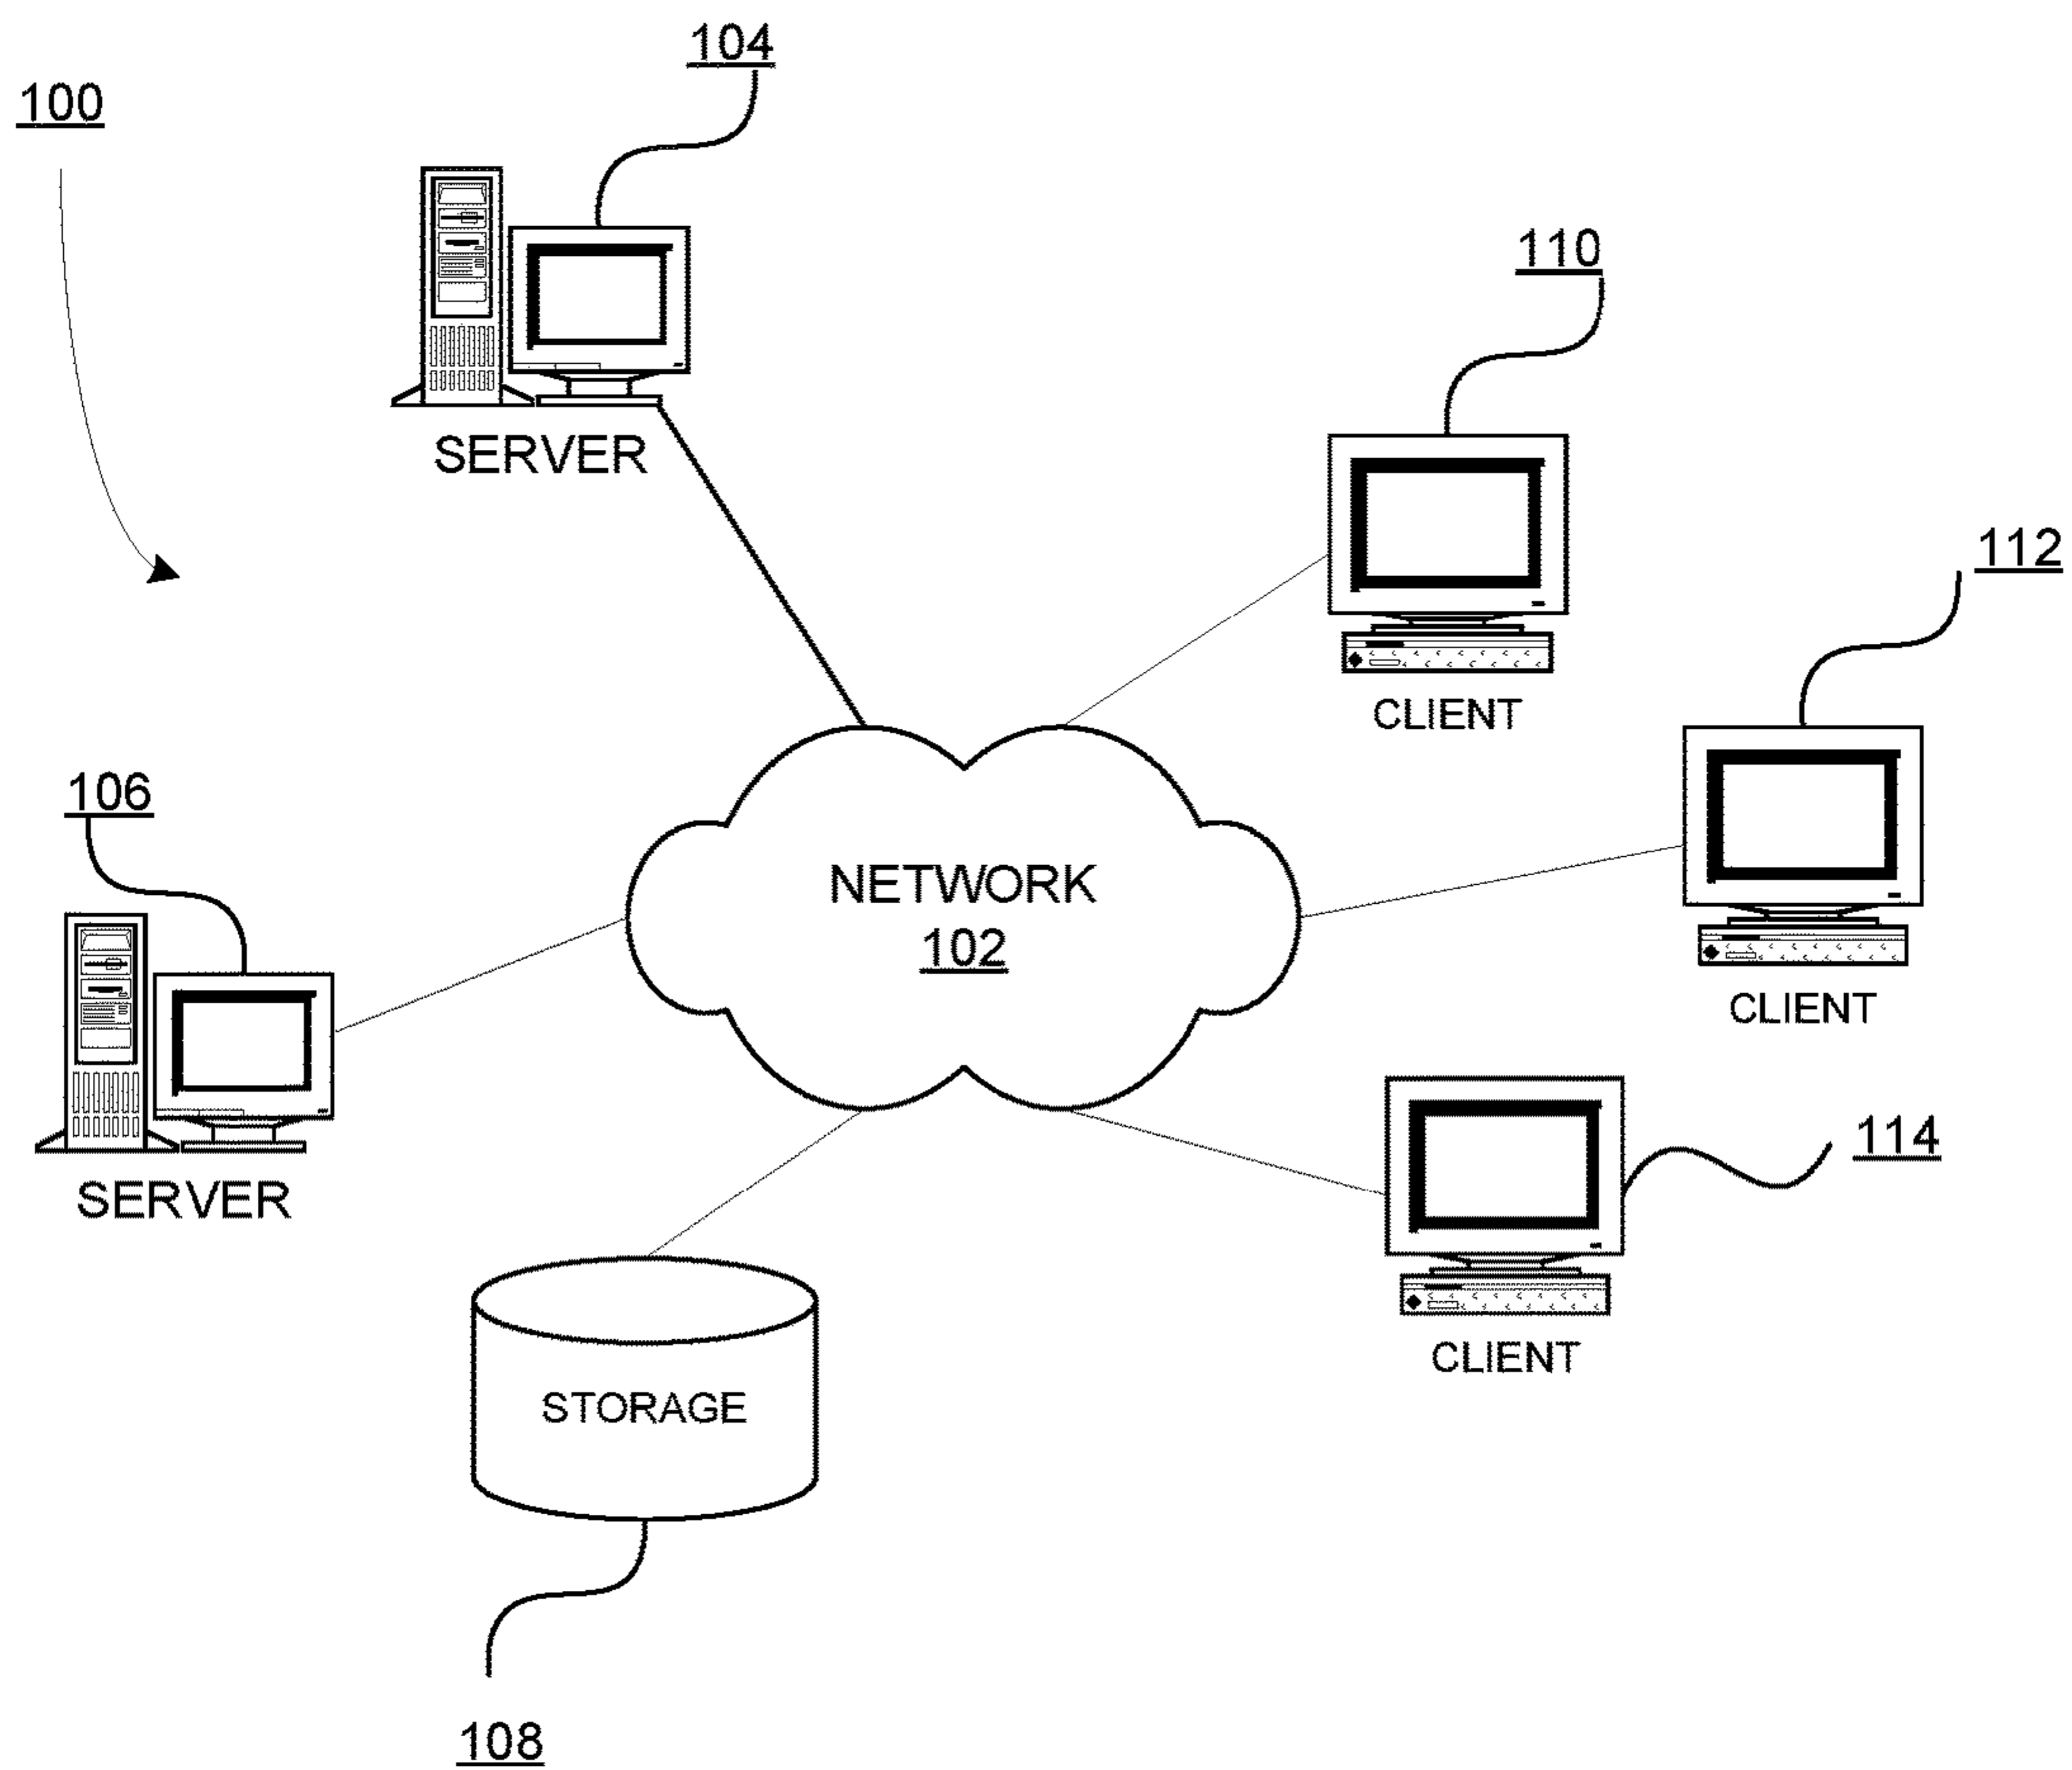 104
100
SERVER
110
CLIENT
112
CLIENT
106
SERVER
NETWORK
102
114
CLIENT
STORAGE
108